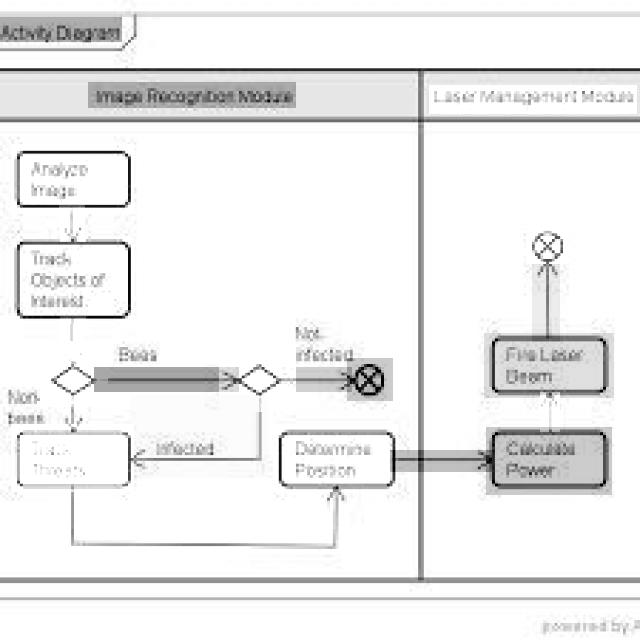 Activity Diagram
Image Recognition Module
Laser Management Module
Analyze
Image
Track
Objects of
Interest
Bees
Not-
infected
Non-
bees
Track
Threats
Infected
Determine
Position
Fire Laser
Beam
Calculate
Power
powered by A